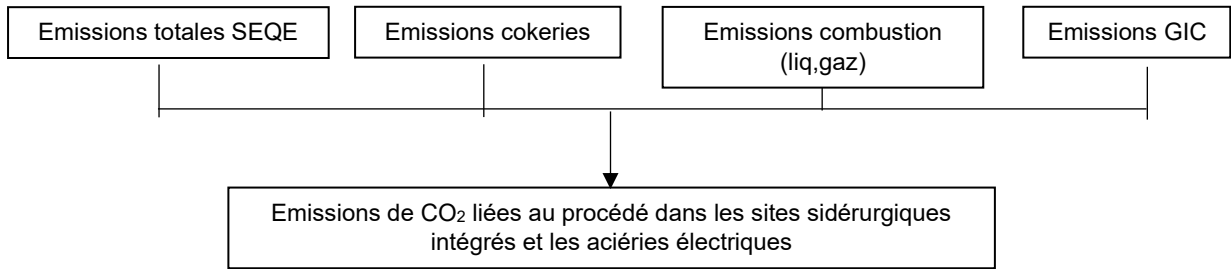 Emissions totales SEQE
Emissions cokeries
Emissions combustion
(liq,gaz)
Emissions GIC
Emissions de CO2 liées au procédé dans les sites sidérurgiques
intégrés et les aciéries électriques